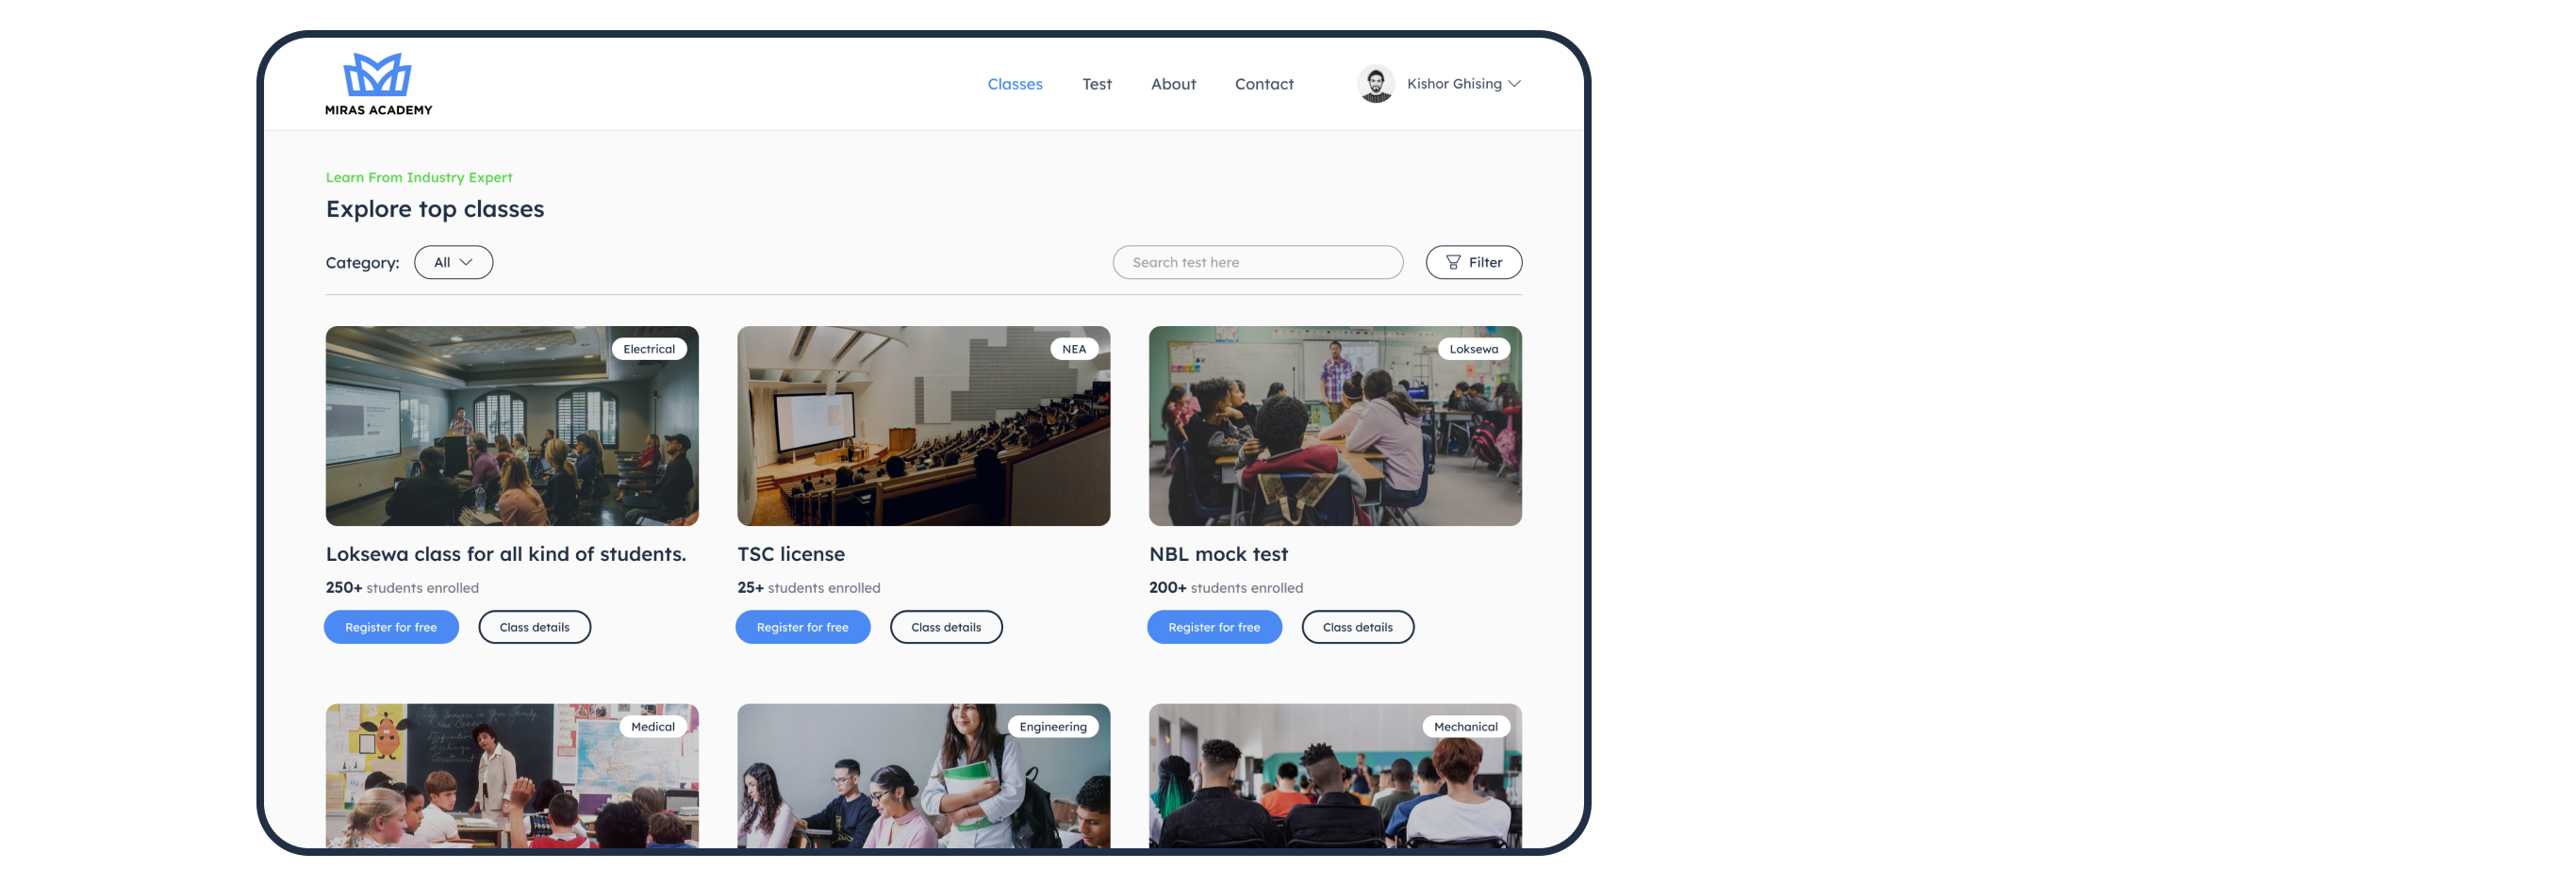 MIRAS ACADEMY
Classes Test About Contact Kishor Ghising
Learn From Industry Expert
Explore top classes
Category: All Search test here Filter
Electrical
NEA
Loksewa
Loksewa class for all kind of students.
250+ students enrolled
Register for free Class details
TSC license
25+ students enrolled
Register for free Class details
NBL mock test
200+ students enrolled
Register for free Class details
Medical
Engineering
Mechanical